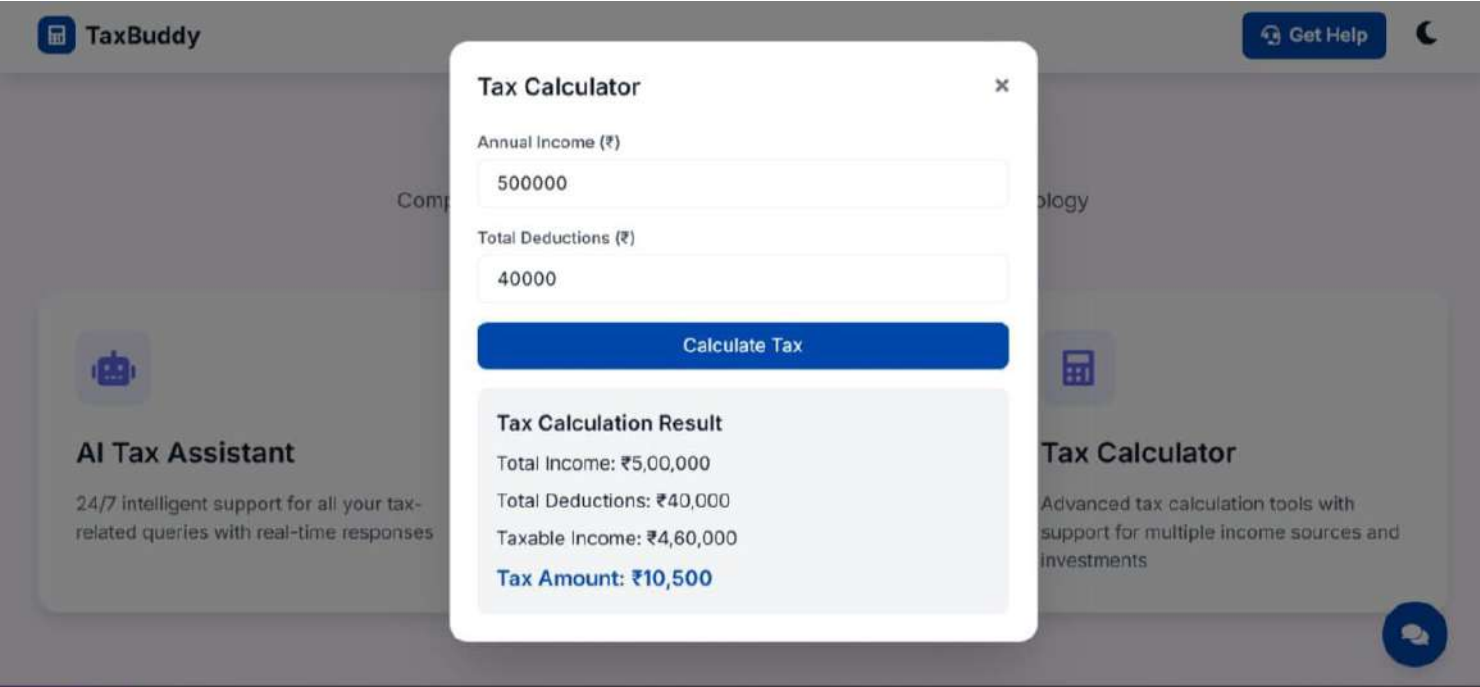 TaxBuddy
Get Help
Tax Calculator
×
Annual Income (₹)
500000
Total Deductions (₹)
40000
Calculate Tax
Tax Calculation Result
Total Income: ₹5,00,000
Total Deductions: ₹40,000
Taxable Income: ₹4,60,000
Tax Amount: ₹10,500
AI Tax Assistant
24/7 intelligent support for all your tax-
related queries with real-time responses
Tax Calculator
Advanced tax calculation tools with
support for multiple income sources and
investments